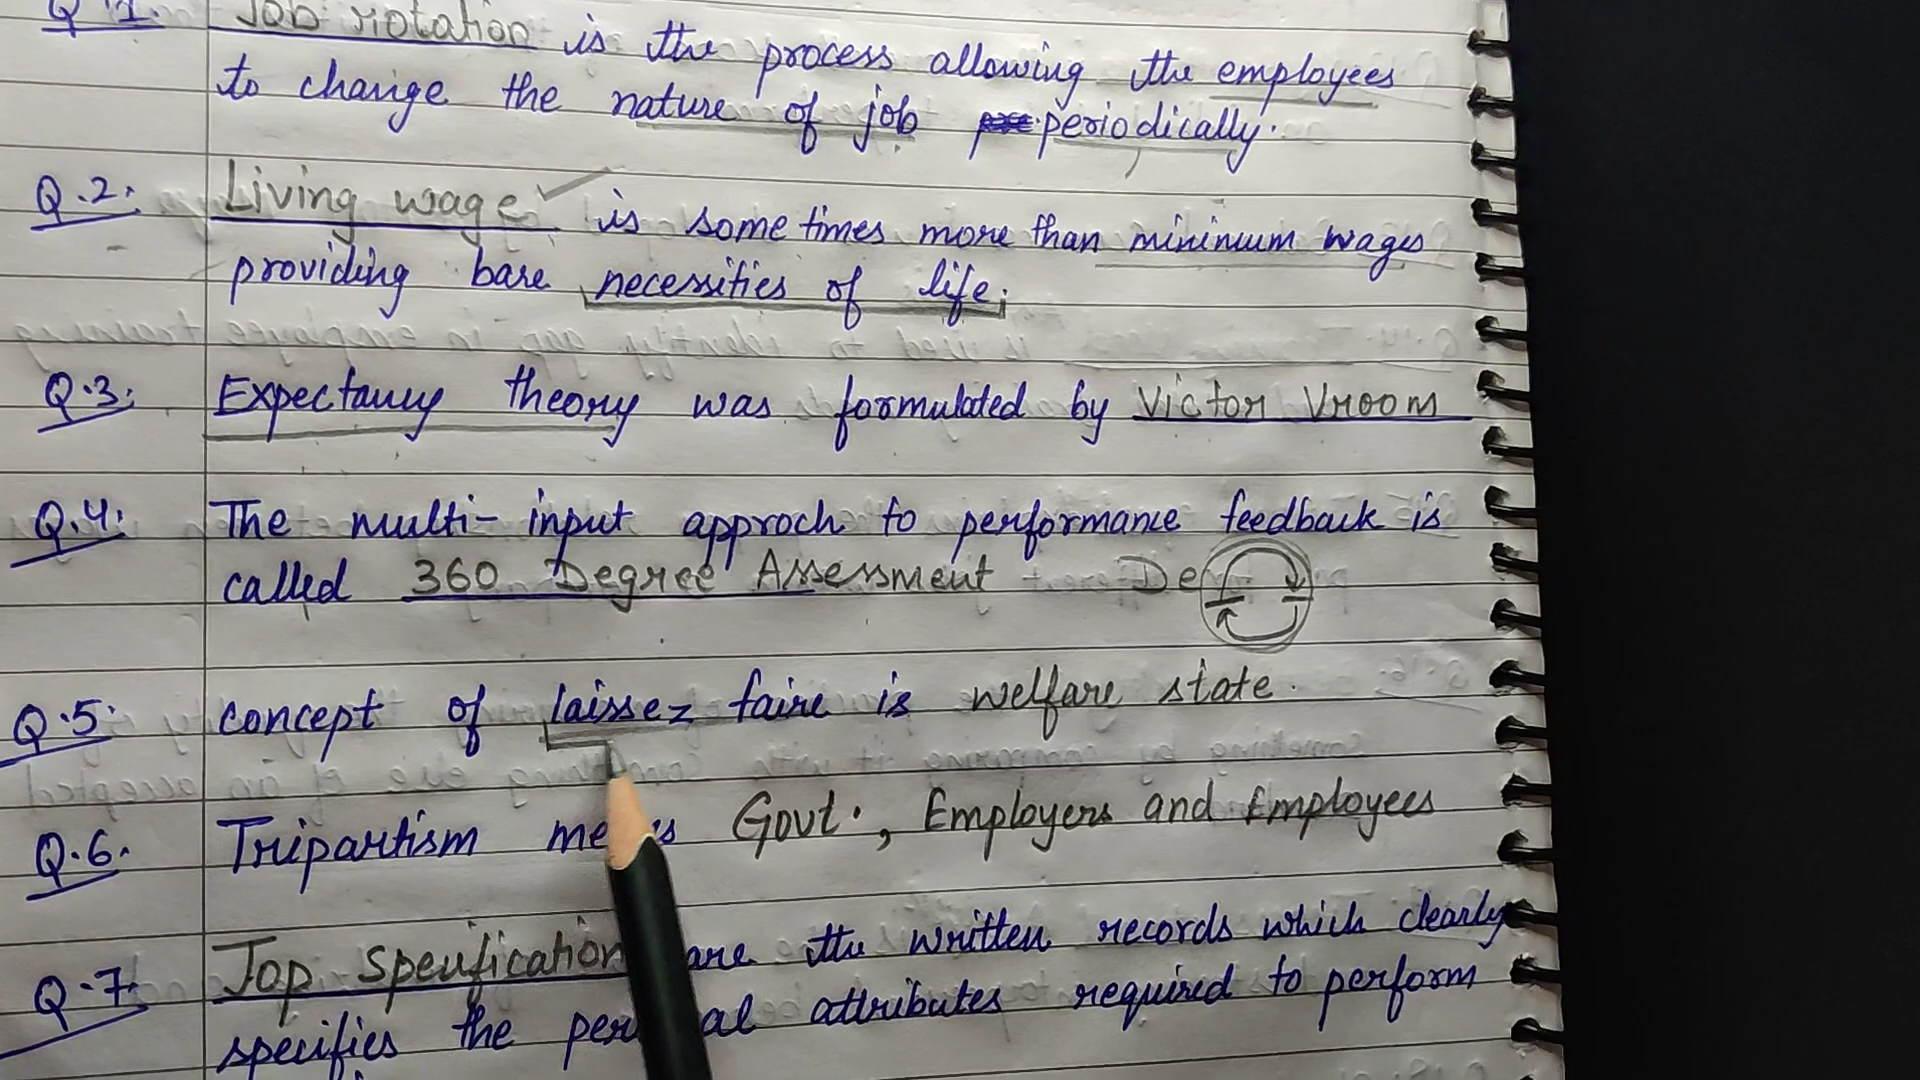 Q.1. Job rotation is the process allowing the employees
to change the nature of job periodically.
Q.2. Living wage is some times more than minimum wages
providing bare necessities of life.
Q.3. Expectancy theory was formulated by Victor Vroom
Q.4. The multi-input approch to performance feedback is
called 360 Degree Assessment De
Q.5. concept of laissez faire is welfare state.
Q.6. Tripartism Govt., Employers and Employees
Q.7. Jop Specification are the written records which clearly
specifies the attributes required to perform